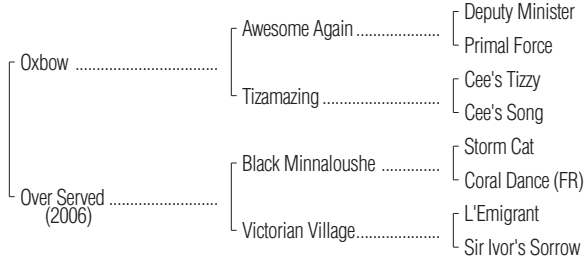 Deputy Minister
Awesome Again ....................
Primal Force
Oxbow ..................................
Cee's Tizzy
Tizamazing ............................
Cee's Song
Storm Cat
Black Minnaloushe ..............
Coral Dance (FR)
Over Served ..........................
(2006)
L'Emigrant
Victorian Village....................
Sir Ivor's Sorrow